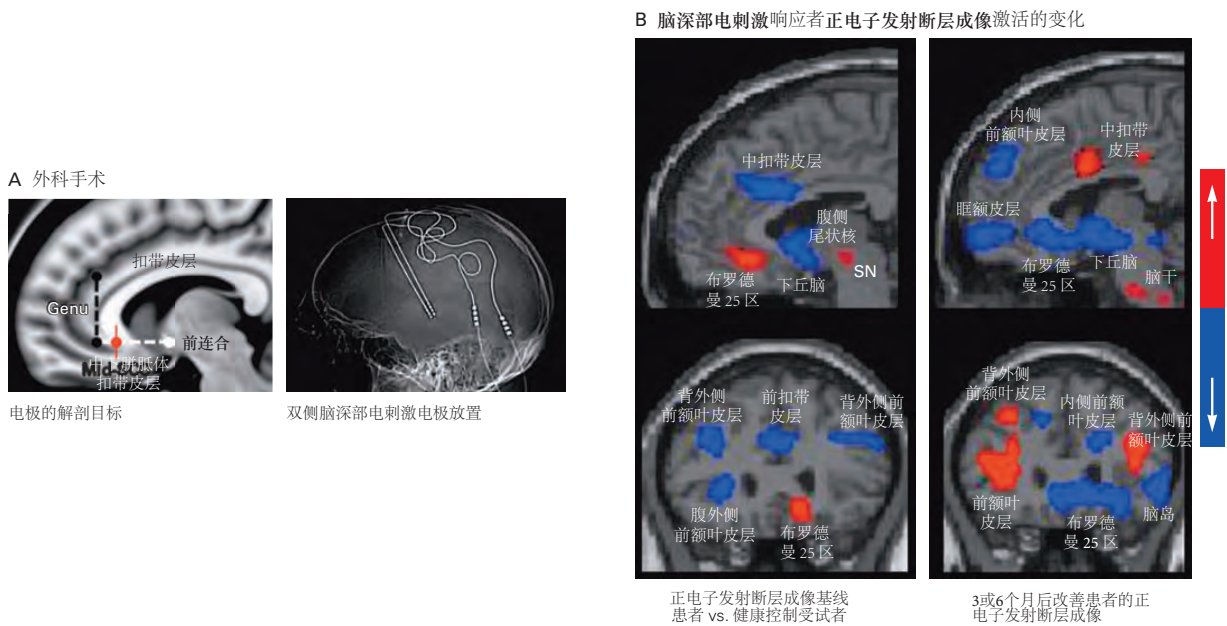 A 外科手术
扣带皮层
Genu
前连合
扣带皮层
电极的解剖目标
双侧脑深部电刺激电极放置
B 脑深部电刺激响应者正电子发射断层成像激活的变化
中扣带皮层
腹侧
尾状核
布罗德
曼 25 区
下丘脑
SN
内侧
前额叶皮层
中扣带
皮层
眶额皮层
布罗德
曼 25 区
下丘脑
脑干
背外侧
前额叶皮层
前扣带
皮层
背外侧前
额叶皮层
腹外侧
前额叶皮层
布罗德
曼 25 区
背外侧
前额叶皮层
内侧前额
叶皮层
背外侧前
额叶皮层
前额叶
皮层
布罗德
曼 25 区
脑岛
正电子发射断层成像基线
患者 vs. 健康控制受试者
3或6个月后改善患者的正
电子发射断层成像